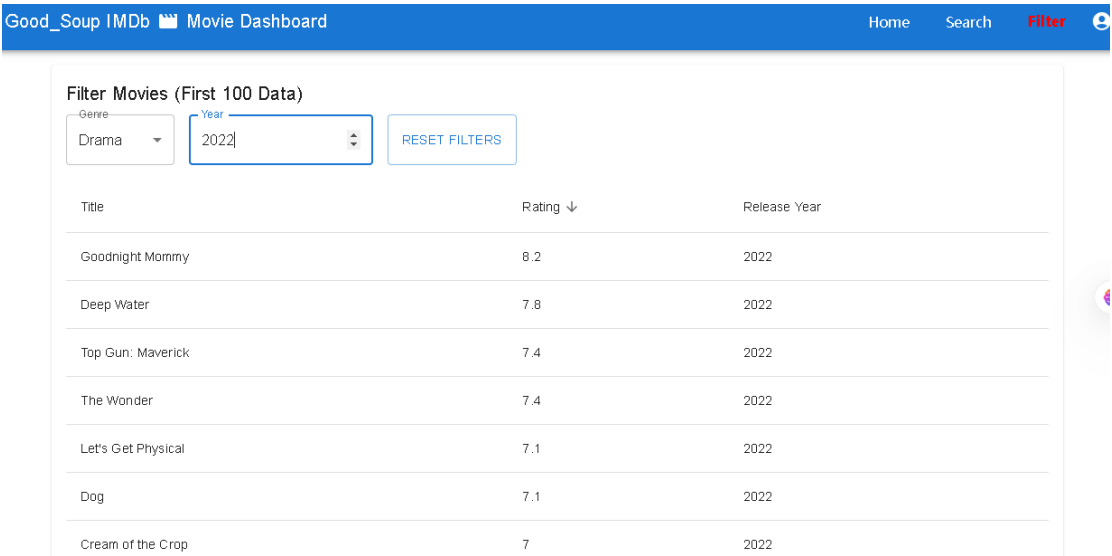 Good_Soup IMDb Movie Dashboard Home Search Filter
Filter Movies (First 100 Data)
Genre Year
Drama 2022 RESET FILTERS
Title Rating Release Year
Goodnight Mommy 8.2 2022
Deep Water 7.8 2022
Top Gun: Maverick 7.4 2022
The Wonder 7.4 2022
Let's Get Physical 7.1 2022
Dog 7.1 2022
Cream of the Crop 7 2022